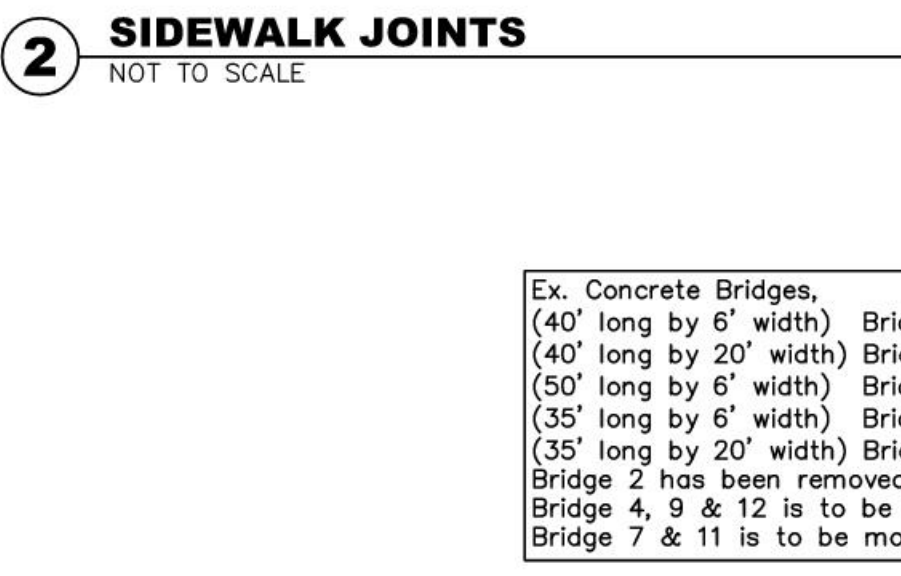 2 SIDEWALK JOINTS
NOT TO SCALE
Ex. Concrete Bridges,
(40' long by 6' width)
(40' long by 20' width)
(50' long by 6' width)
(35' long by 6' width)
(35' long by 20' width)
Bridge 2 has been
Bridge 4, 9 & 12 is to be
Bridge 7 & 11 is to be